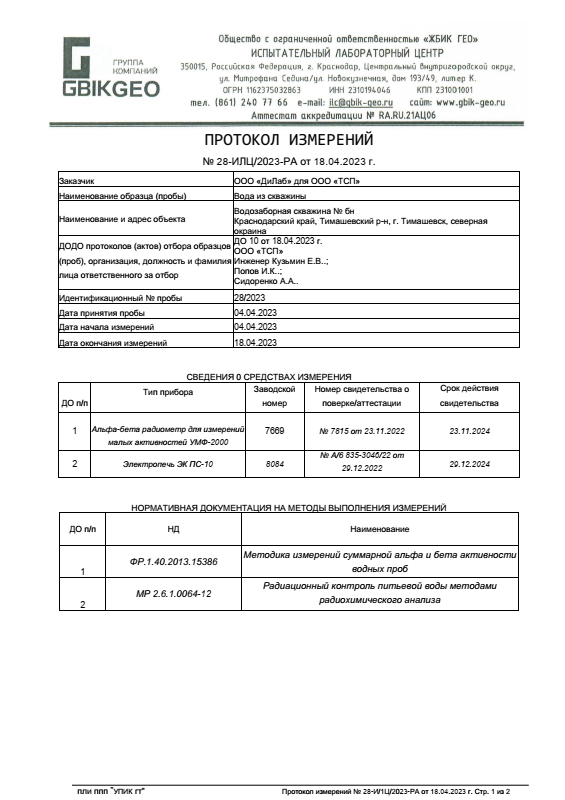 ГРУППА
КОМПАНИЙ
GBIKGEO
Общество с ограниченной ответственностью «ЖБИК ГЕО»
ИСПЫТАТЕЛЬНЫЙ ЛАБОРАТОРНЫЙ ЦЕНТР
350015, Российская Федерация, г. Краснодар, Центральный внутригородской округ,
ул. Митрофана Седина/ул. Новокузнечная, дом 193/49, литер К.
ОГРН 1162375032863 ИНН 2310194046 КПП 231001001
тел. (861) 240 77 66 e-mail: ilc@gbik-geo.ru сайт: www.gbik-geo.ru
Аттестат аккредитации № RA.RU.21АЦ06
ПРОТОКОЛ ИЗМЕРЕНИЙ
№ 28-ИЛЦ/2023-РА от 18.04.2023 г.
Заказчик ООО «ДиЛаб» для ООО «ТСП»
Наименование образца (пробы) Вода из скважины
Наименование и адрес объекта Водозаборная скважина № бн
Краснодарский край, Тимашевский р-н, г. Тимашевск, северная
окраина
ДОДО протоколов (актов) отбора образцов (проб), организация, должность и фамилия лица ответственного за отбор
ДО 10 от 18.04.2023 г.
ООО «ТСП»
Инженер Кузьмин Е.В..;
Попов И.К..;
Сидоренко А.А..
Идентификационный № пробы 28/2023
Дата принятия пробы 04.04.2023
Дата начала измерений 04.04.2023
Дата окончания измерений 18.04.2023
СВЕДЕНИЯ 0 СРЕДСТВАХ ИЗМЕРЕНИЯ
ДО п/п Тип прибора Заводской номер Номер свидетельства о поверке/аттестации Срок действия свидетельства
1 Альфа-бета радиометр для измерений малых активностей УМФ-2000 7669 № 7815 от 23.11.2022 23.11.2024
2 Электропечь ЭК ПС-10 8084 № А/6 835-3046/22 от 29.12.2022 29.12.2024
НОРМАТИВНАЯ ДОКУМЕНТАЦИЯ НА МЕТОДЫ ВЫПОЛНЕНИЯ ИЗМЕРЕНИЙ
ДО п/п НД Наименование
1 ФР.1.40.2013.15386 Методика измерений суммарной альфа и бета активности водных проб
2 МР 2.6.1.0064-12 Радиационный контроль питьевой воды методами радиохимического анализа
Протокол измерений № 28-И/1Ц/2023-РА от 18.04.2023 г. Стр. 1 из 2